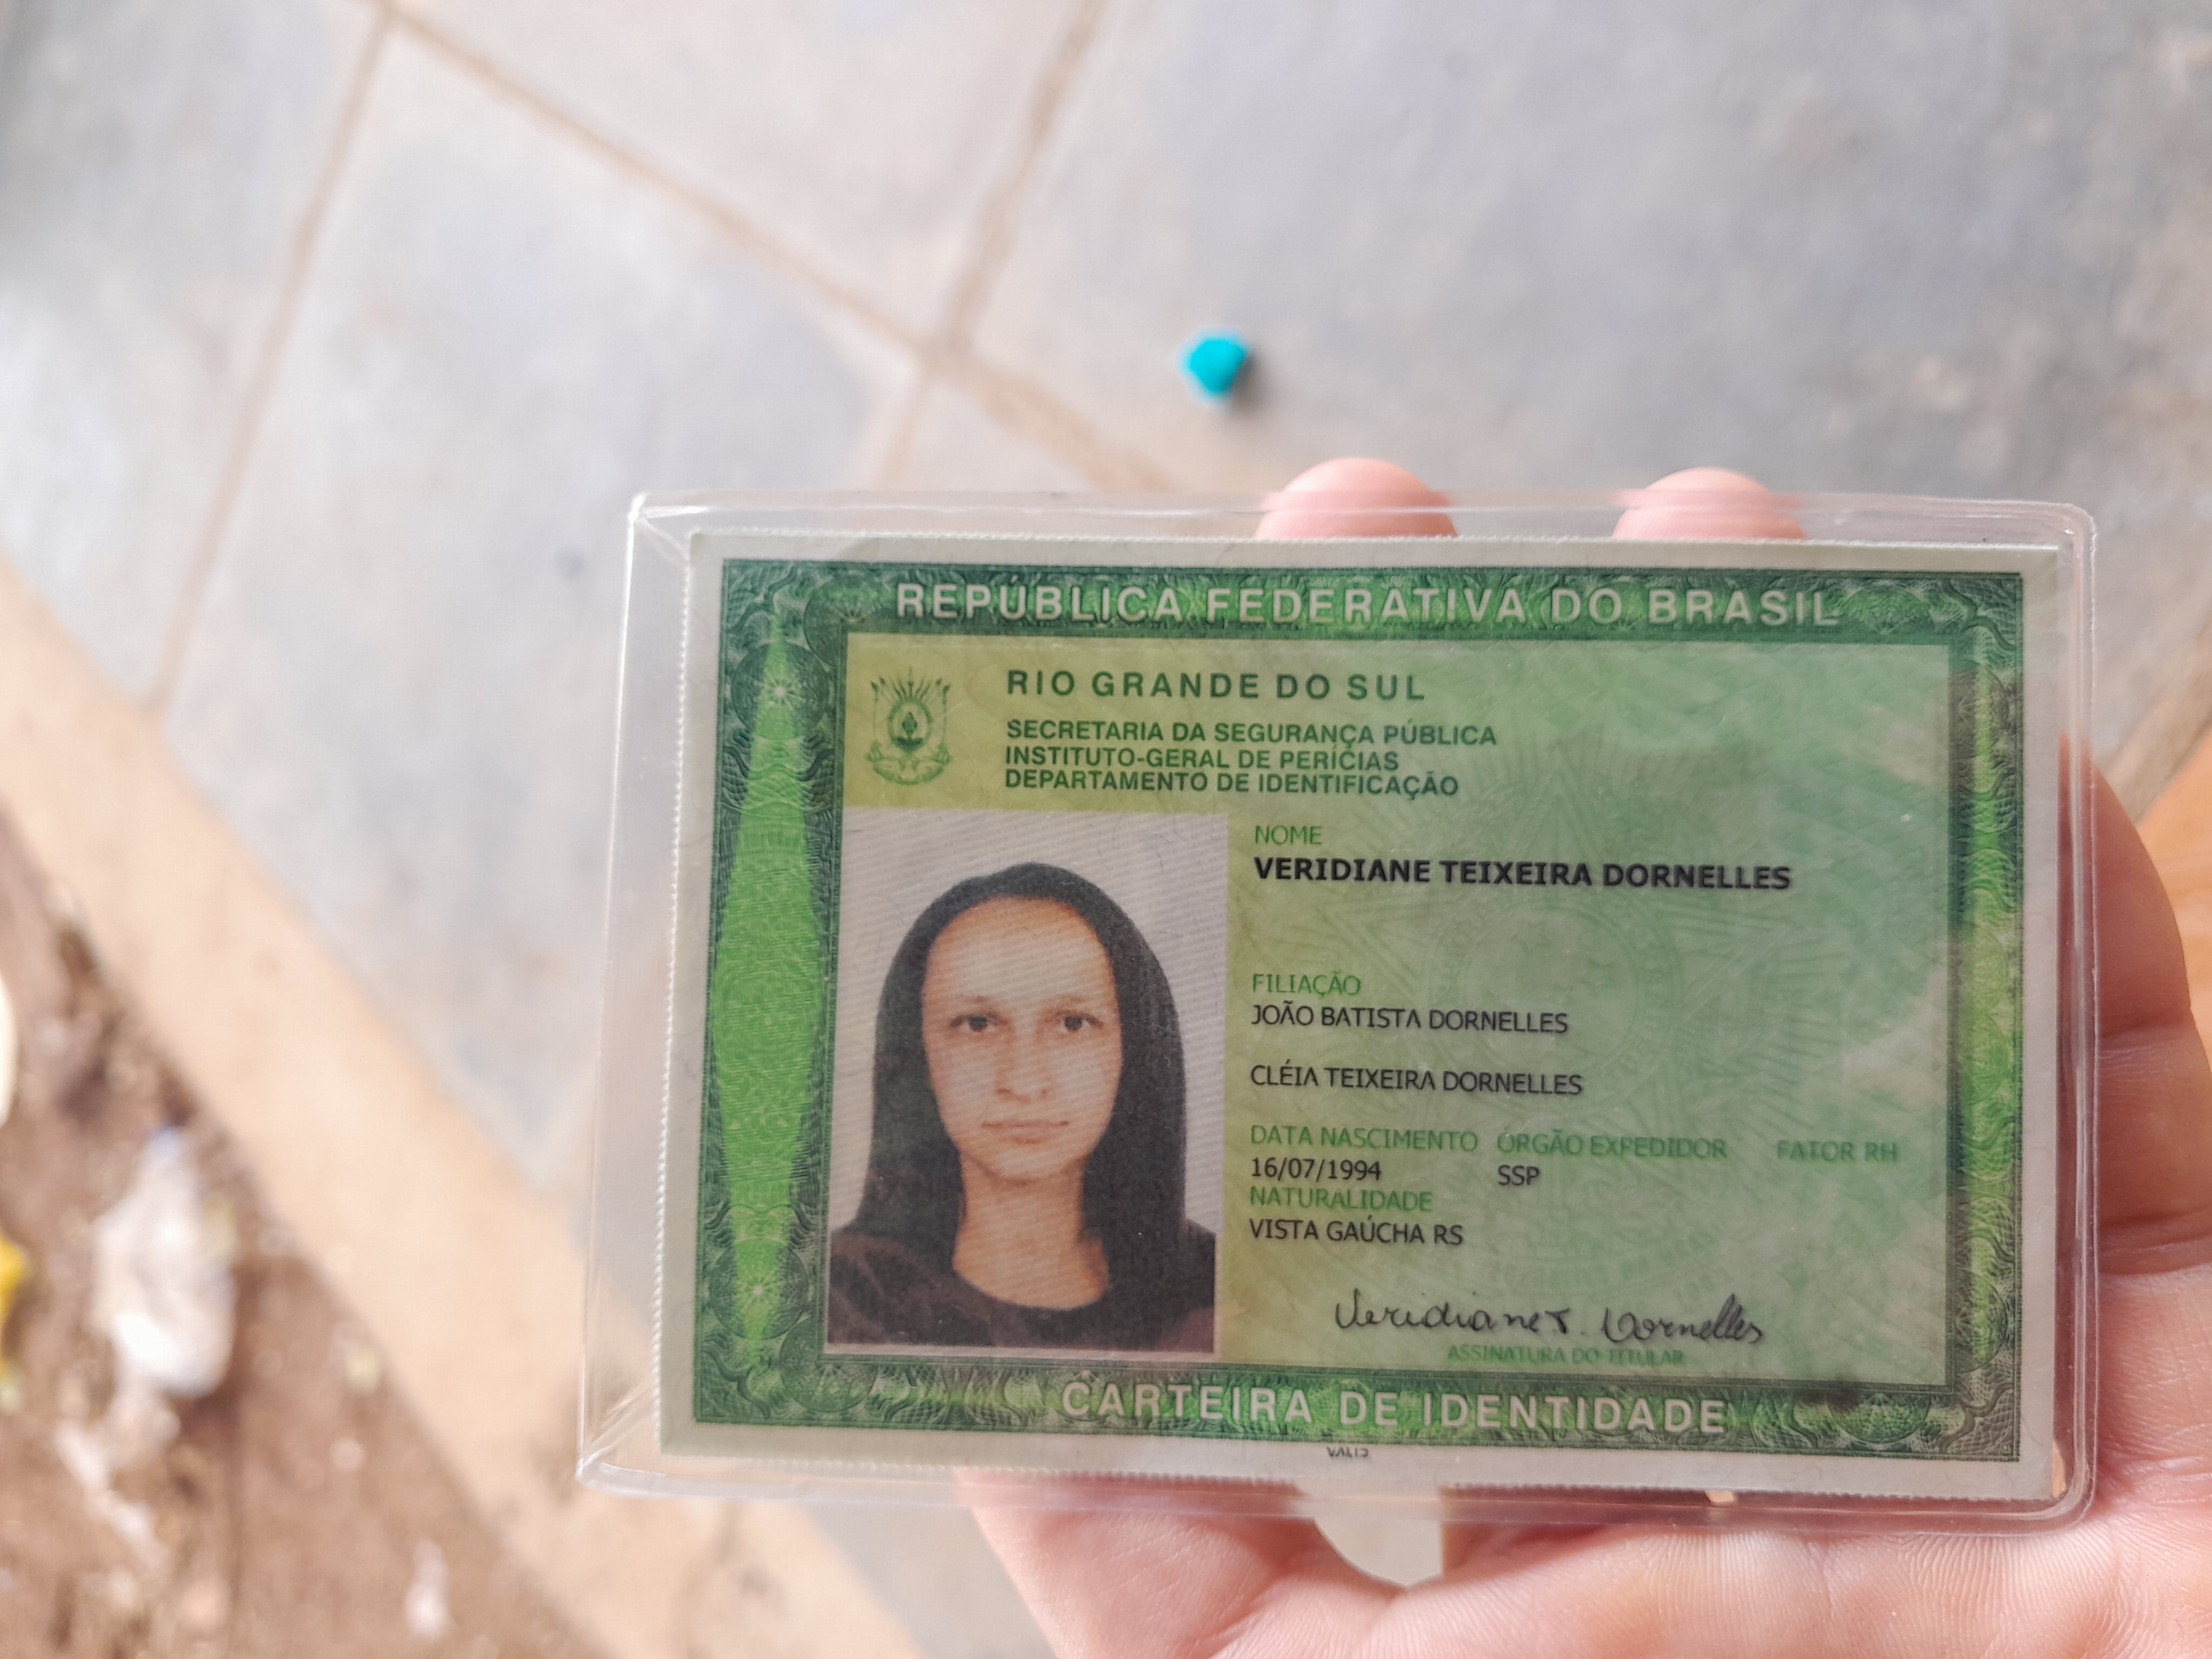 REPÚBLICA FEDERATIVA DO BRASIL
RIO GRANDE DO SUL
SECRETARIA DA SEGURANÇA PÚBLICA
INSTITUTO-GERAL DE PERÍCIAS
DEPARTAMENTO DE IDENTIFICAÇÃO
NOME
VERIDIANE TEIXEIRA DORNELLES
FILIAÇÃO
JOÃO BATISTA DORNELLES
CLÉIA TEIXEIRA DORNELLES
DATA NASCIMENTO ÓRGÃO EXPEDIDOR FATOR RH
16/07/1994 SSP
NATURALIDADE
VISTA GAÚCHA RS
Veridiane T. Dornelles
ASSINATURA DO TITULAR
CARTEIRA DE IDENTIDADE